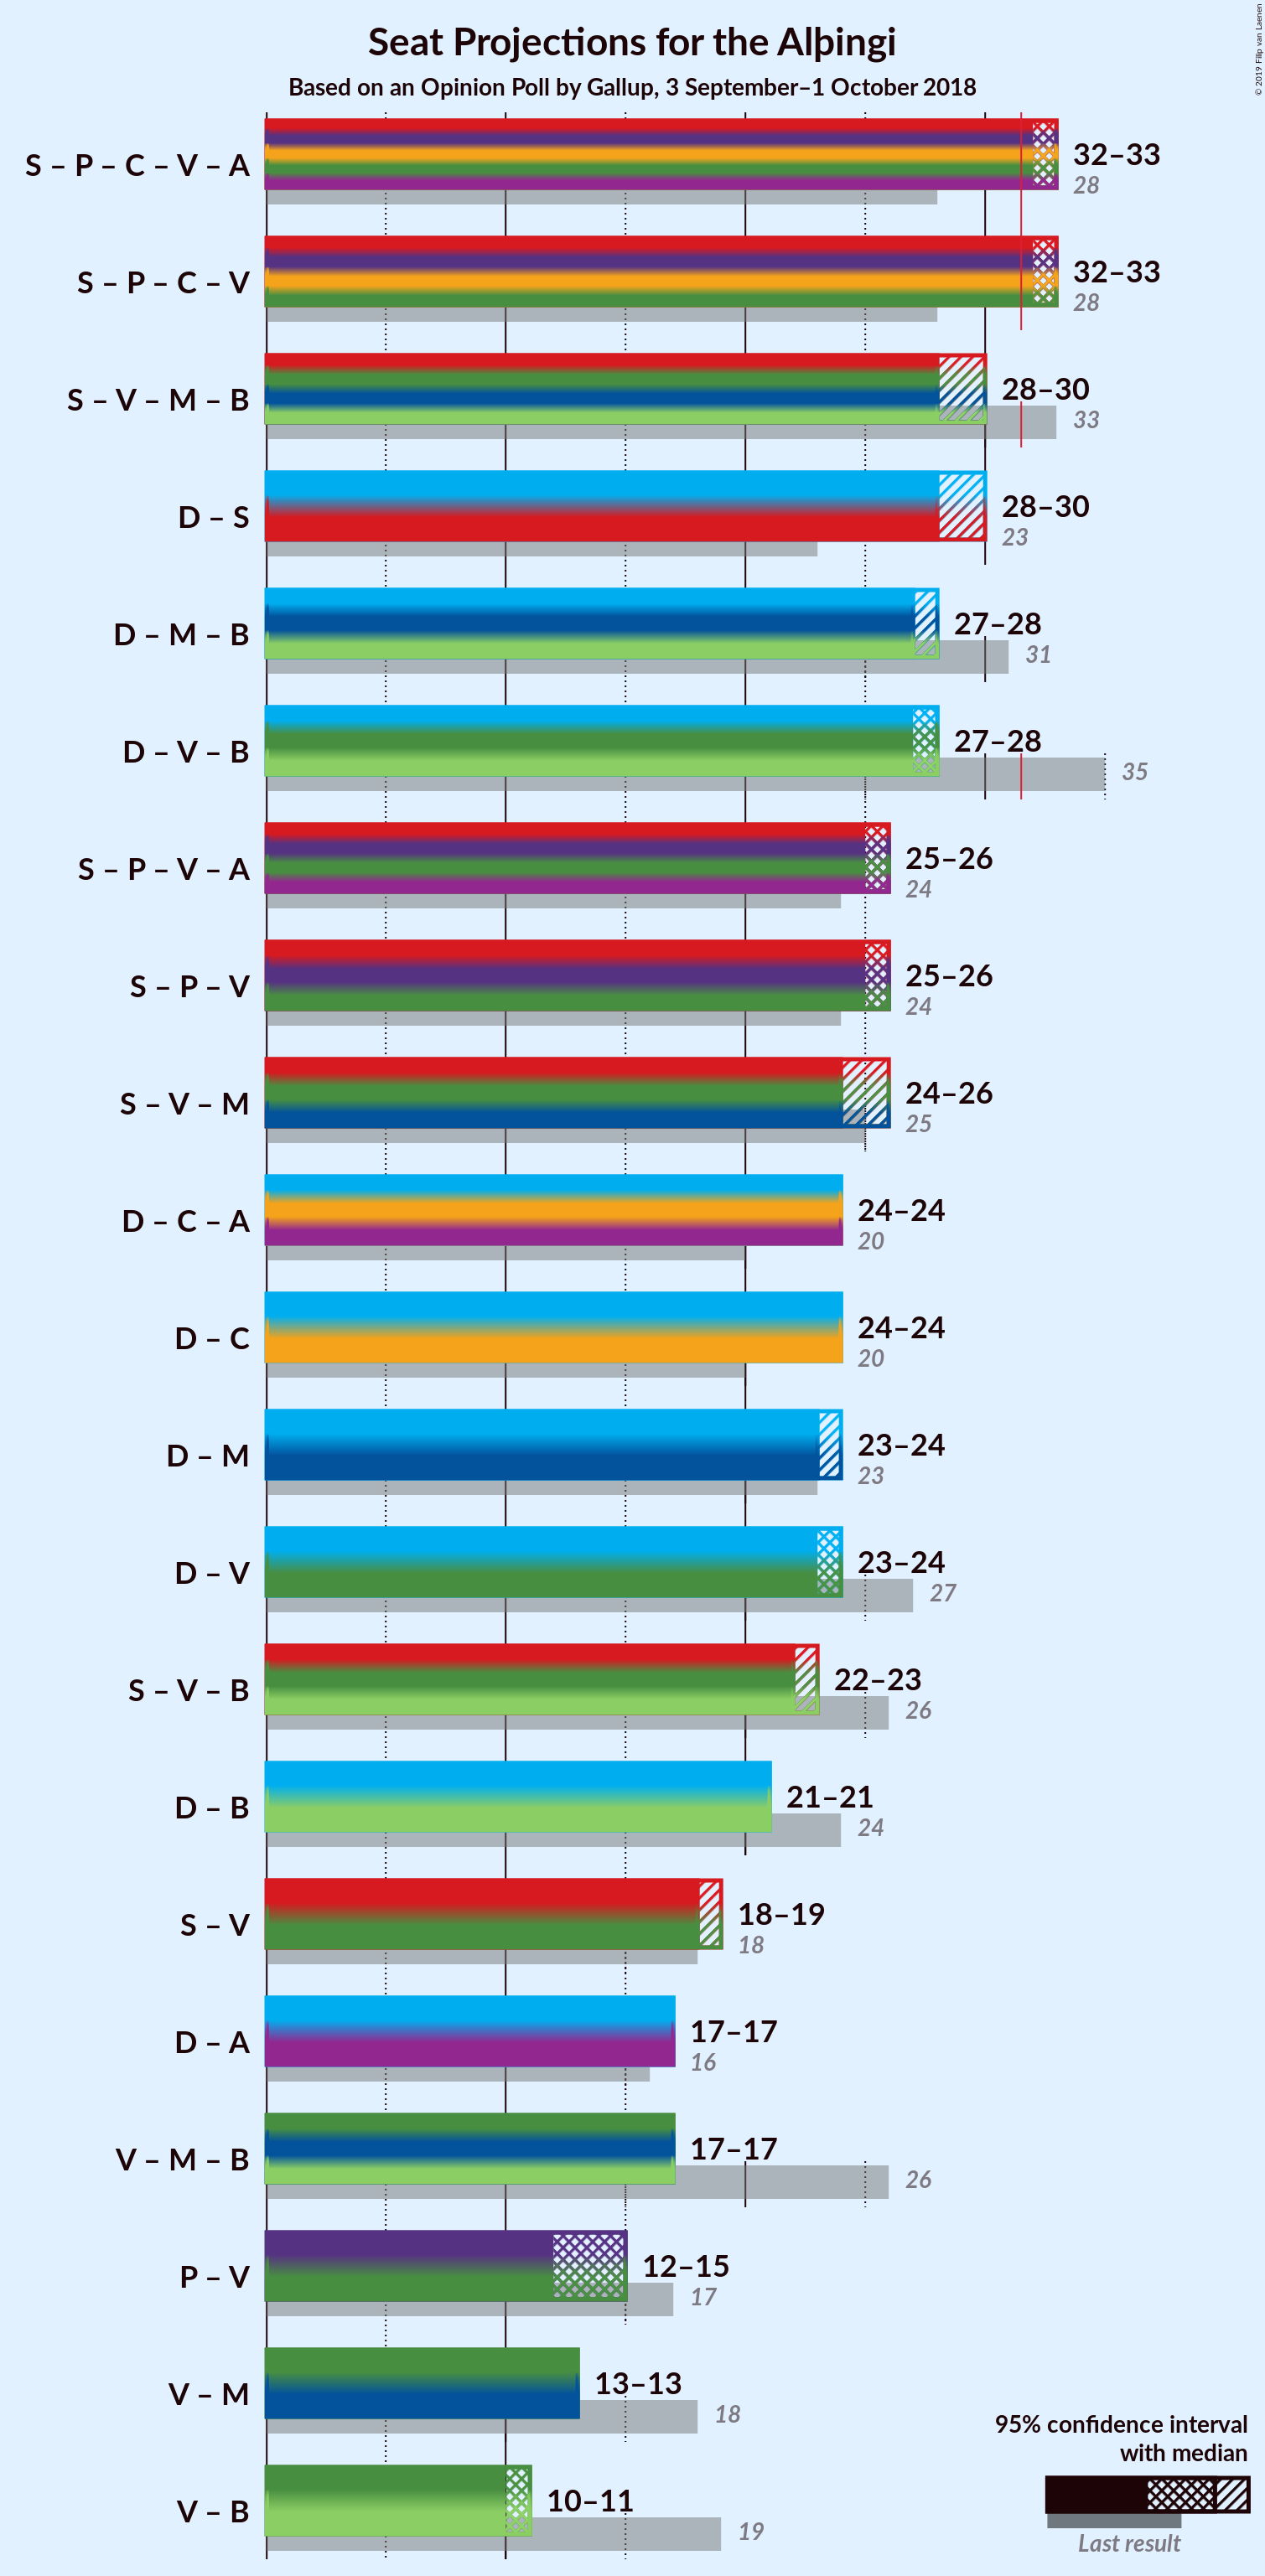 Seat Projections for the Alþingi
Based on an Opinion Poll by Gallup, 3 September–1 October 2018
© 2019 Filip van Laenen
S – P – C – V – A
32–33
28
S – P – C – V
32–33
28
S – V – M – B
28–30
33
D – S
28–30
23
D – M – B
27–28
31
D – V – B
27–28
35
S – P – V – A
25–26
24
S – P – V
25–26
24
S – V – M
24–26
25
D – C – A
24–24
20
D – C
24–24
20
D – M
23–24
23
D – V
23–24
27
S – V – B
22–23
26
D – B
21–21
24
S – V
18–19
18
D – A
17–17
16
V – M – B
17–17
26
P – V
12–15
17
V – M
13–13
18
V – B
10–11
19
95% confidence interval
with median
Last result